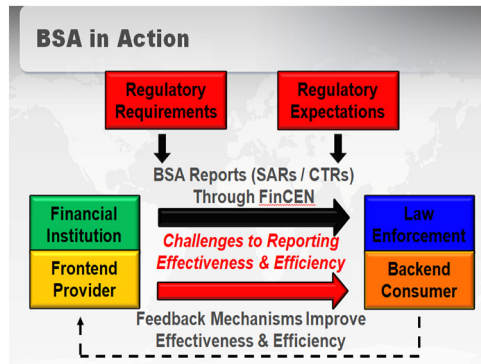 BSA in Action
Regulatory
Requirements
Regulatory
Expectations
BSA Reports (SARs / CTRs)
Through FinCEN
Financial
Institution
Law
Enforcement
Challenges to Reporting
Effectiveness & Efficiency
Frontend
Provider
Backend
Consumer
Feedback Mechanisms Improve
Effectiveness & Efficiency